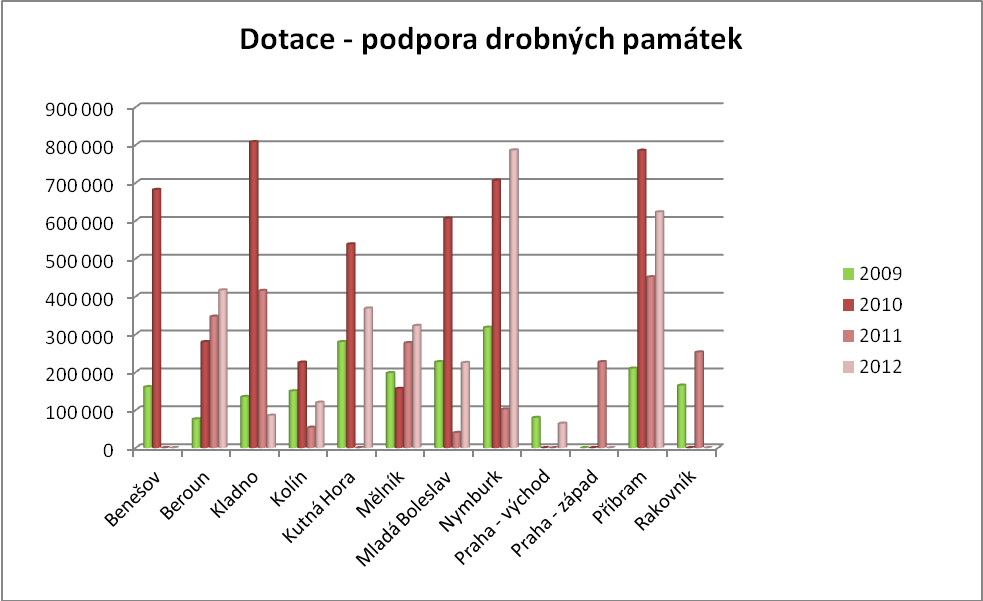 Dotace - podpora drobných památek
900 000
800 000
700 000
600 000
500 000
400 000
300 000
200 000
100 000
0
Benešov
Beroun
Kladno
Kolín
Kutná Hora
Mělník
Mladá Boleslav
Nymburk
Praha - východ
Praha - západ
Příbram
Rakovník
2009
2010
2011
2012